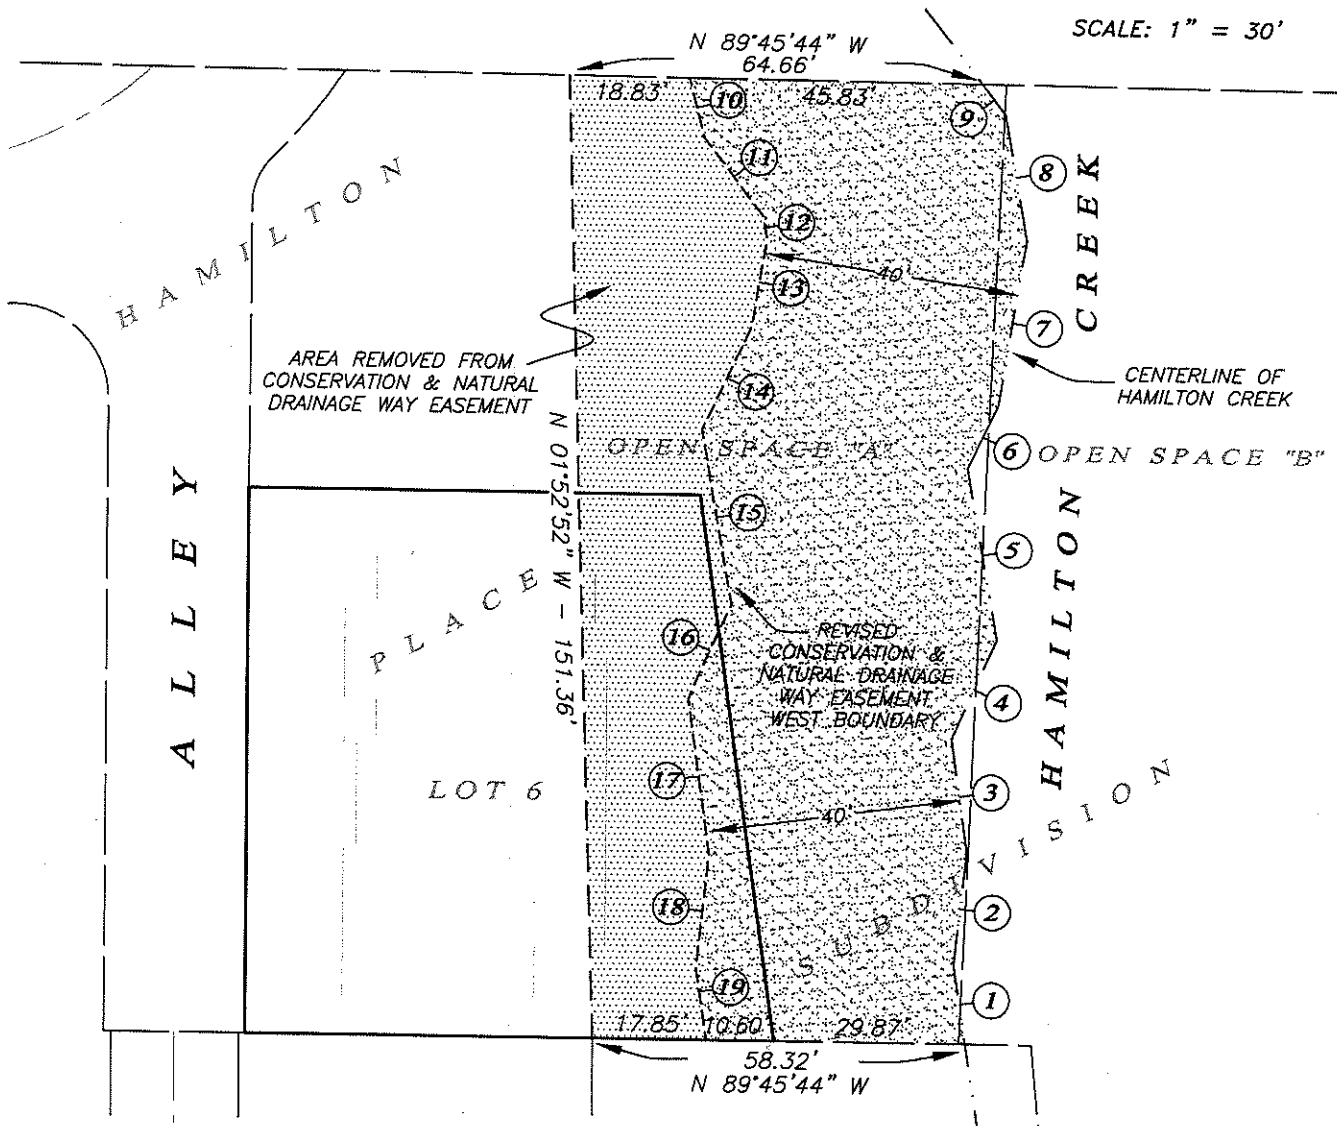 SCALE: 1" = 30'
N 89°45'44" W
64.66'
18.83'
10
45.83'
9
11
8
HAMILTON
12
CREEK
40'
13
7
AREA REMOVED FROM
CONSERVATION & NATURAL
DRAINAGE WAY EASEMENT
14
CENTERLINE OF
HAMILTON CREEK
N 01°52'52" W – 151.36'
OPEN SPACE "A"
6
OPEN SPACE "B"
ALLEY
15
5
HAMILTON
PLACE
16
REVISED
CONSERVATION &
NATURAL DRAINAGE
WAY EASEMENT
WEST BOUNDARY
4
LOT 6
17
3
40'
SUBDIVISION
18
2
19
1
17.85'
10.60'
29.87'
58.32'
N 89°45'44" W